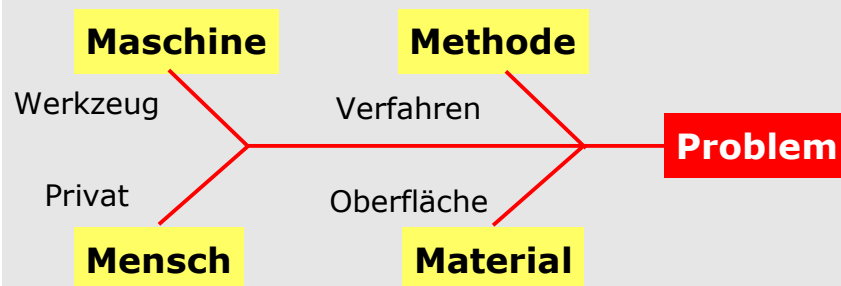 Maschine
Methode
Werkzeug
Verfahren
Problem
Privat
Oberfläche
Mensch
Material